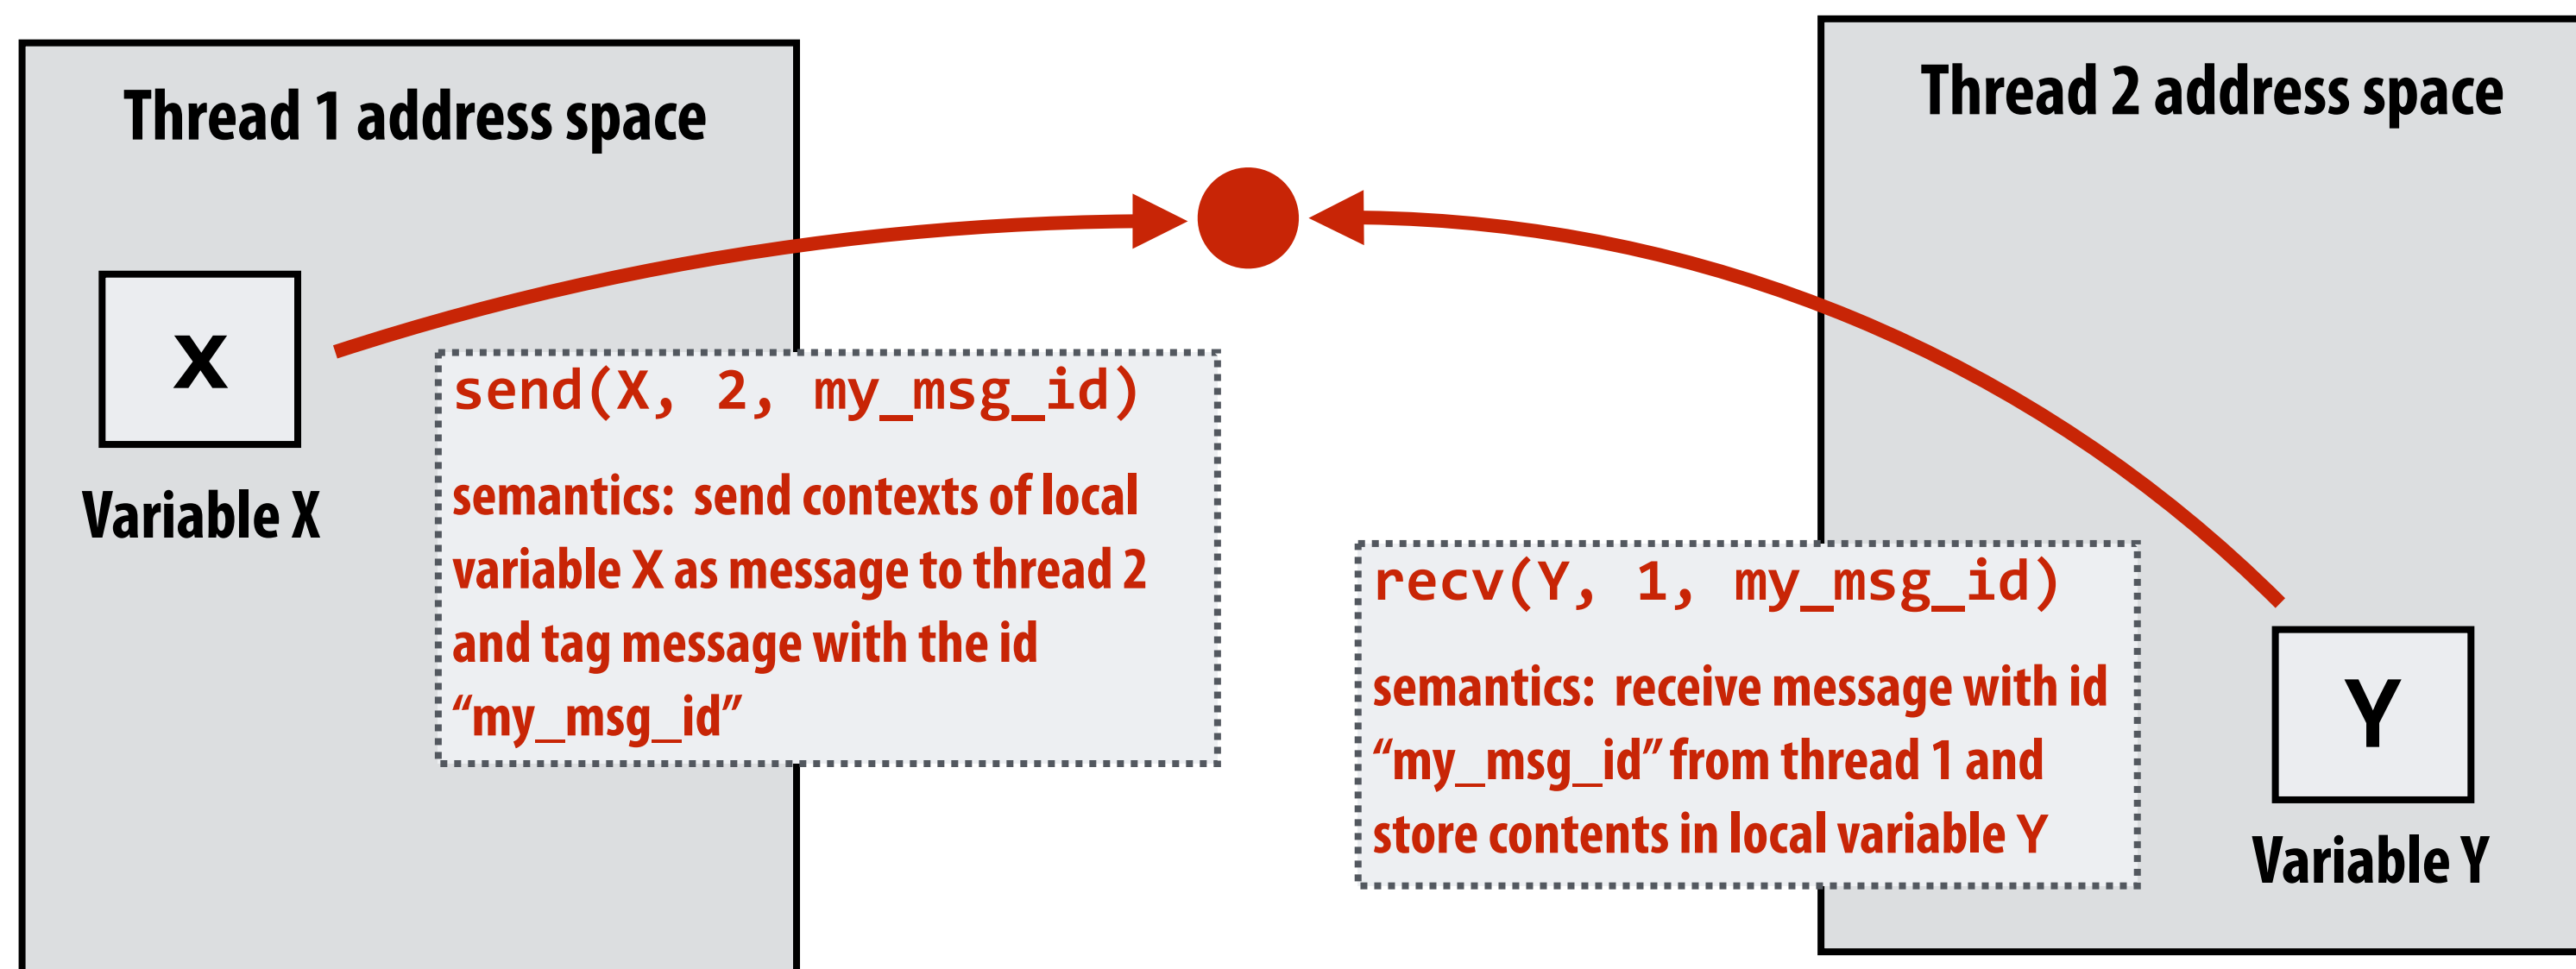 Thread 1 address space
x
Variable X
send(X, 2, my_msg_id)
semantics:  send contexts of local
variable X as message to thread 2
and tag message with the id
“my_msg_id”
Thread 2 address space
recv(Y, 1, my_msg_id)
semantics:  receive message with id
“my_msg_id” from thread 1 and
store contents in local variable Y
Y
Variable Y